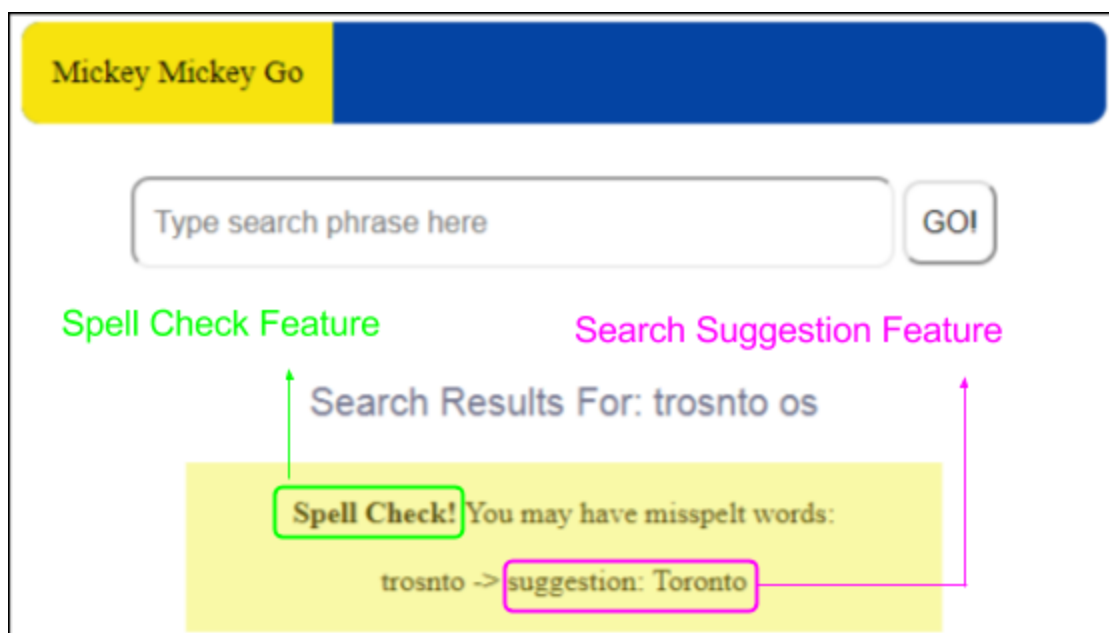 Mickey Mickey Go
Type search phrase here
GO!
Spell Check Feature
Search Suggestion Feature
Search Results For: trosnto os
Spell Check! You may have misspelt words:
trosnto -> suggestion: Toronto